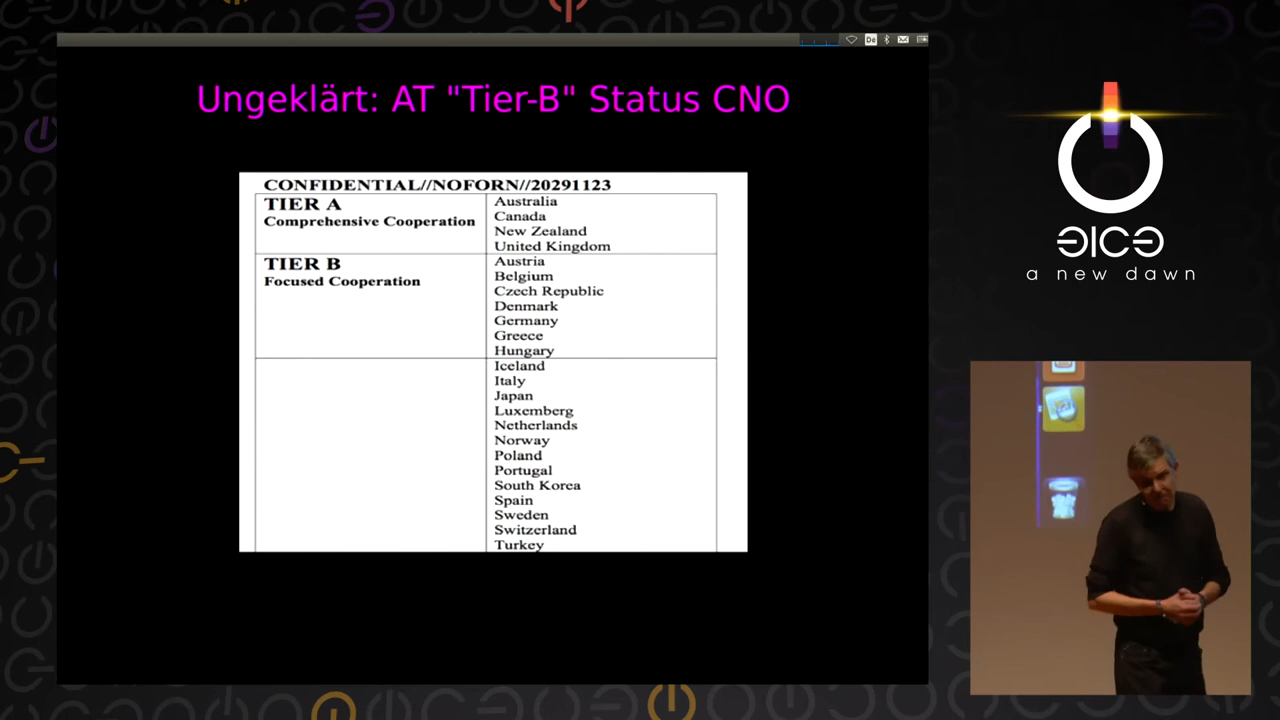 De
Ungeklärt: AT "Tier-B" Status CNO
CONFIDENTIAL//NOFORN//20291123
TIER A
Comprehensive Cooperation
Australia
Canada
New Zealand
United Kingdom
TIER B
Focused Cooperation
Austria
Belgium
Czech Republic
Denmark
Germany
Greece
Hungary
Iceland
Italy
Japan
Luxemberg
Netherlands
Norway
Poland
Portugal
South Korea
Spain
Sweden
Switzerland
Turkey
31C3
a new dawn